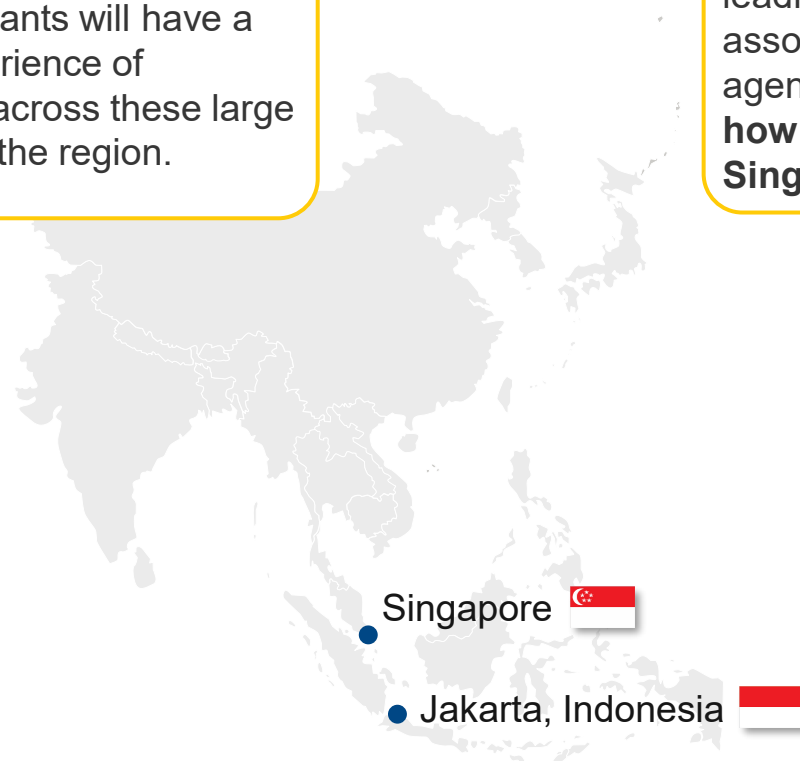 ants will have a
rience of
across these large
the region.
asso
agen
how
Sing
Singapore
Jakarta, Indonesia